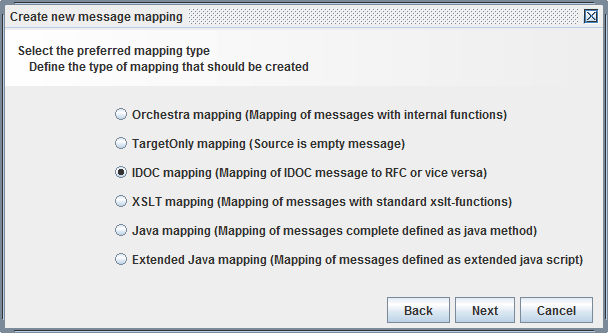 Create new message mapping
Select the preferred mapping type
Define the type of mapping that should be created
Orchestra mapping (Mapping of messages with internal functions)
TargetOnly mapping (Source is empty message)
IDOC mapping (Mapping of IDOC message to RFC or vice versa)
XSLT mapping (Mapping of messages with standard xslt-functions)
Java mapping (Mapping of messages complete defined as java method)
Extended Java mapping (Mapping of messages defined as extended java script)
Back Next Cancel